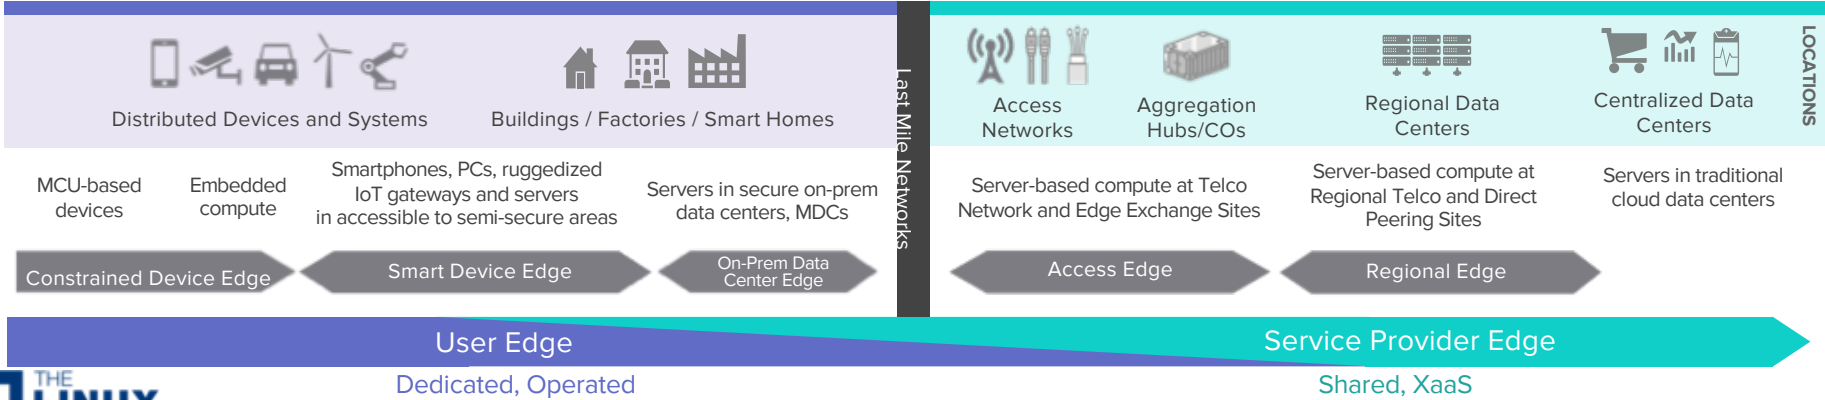 Distributed Devices and Systems
Buildings / Factories / Smart Homes
Last Mile Networks
Access
Networks
Aggregation
Hubs/COs
Regional Data
Centers
Centralized Data
Centers
LOCATIONS
MCU-based
devices
Embedded
compute
Smartphones, PCs, ruggedized
IoT gateways and servers
in accessible to semi-secure areas
Servers in secure on-prem
data centers, MDCs
Server-based compute at Telco
Network and Edge Exchange Sites
Server-based compute at
Regional Telco and Direct
Peering Sites
Servers in traditional
cloud data centers
Constrained Device Edge
Smart Device Edge
On-Prem Data
Center Edge
Access Edge
Regional Edge
User Edge
Service Provider Edge
Dedicated, Operated
Shared, XaaS
THE
LINUX